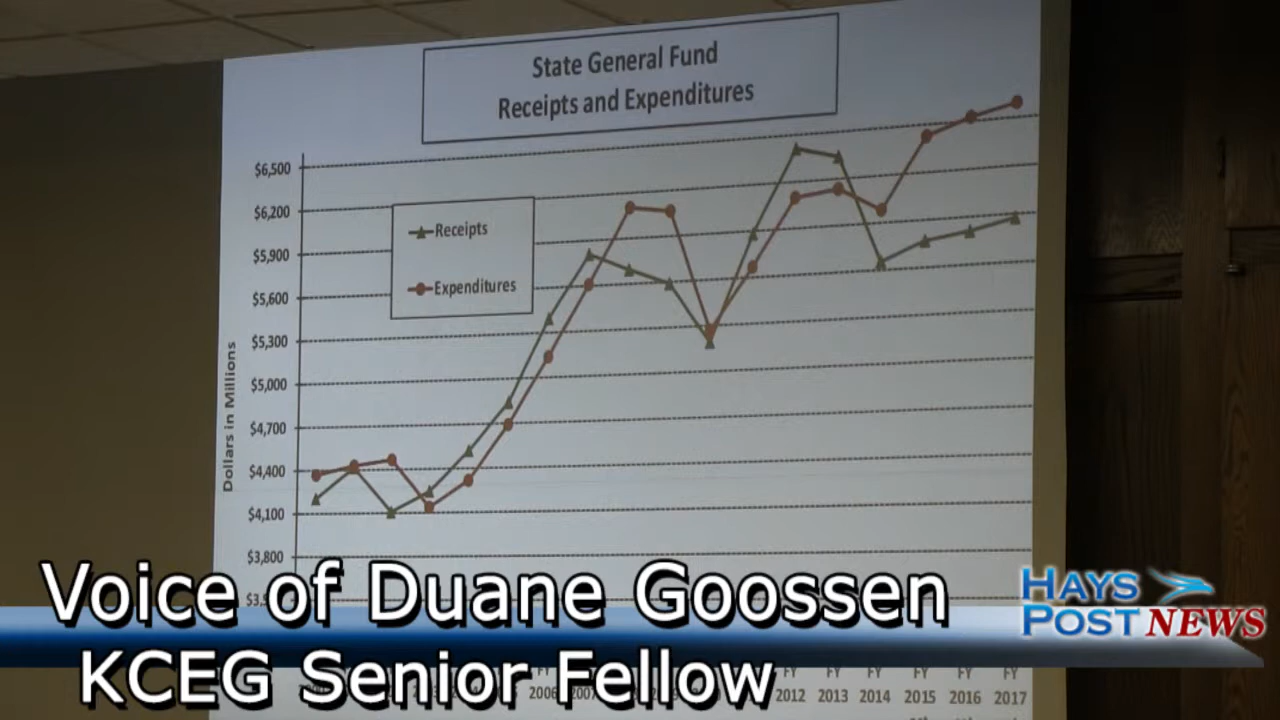 State General Fund
Receipts and Expenditures
$6,500
$6,200
$5,900
$5,600
$5,300
$5,000
$4,700
$4,400
$4,100
$3,800
Dollars in Millions
Receipts
Expenditures
Voice of Duane Goossen
KCEG Senior Fellow
HAYS
POST NEWS
FY FY FY FY FY FY
2006 2007 2012 2013 2014 2015 2016 2017